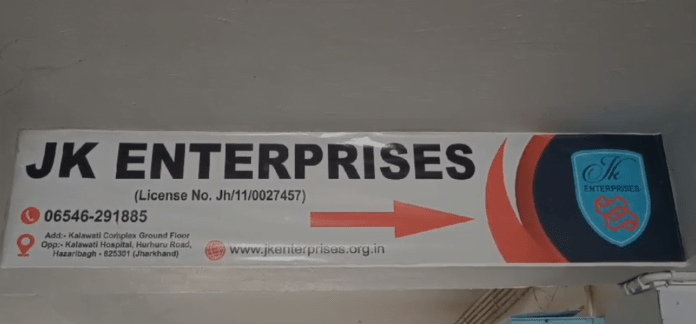 JK ENTERPRISES
(License No. Jh/11/0027457)
06546-291885
Add:- Kalawati Complex Ground Floor
Opp:- Kalawati Hospital, Hurhuru Road,
Hazaribagh - 825301 (Jharkhand)
www.jkenterprises.org.in
Jk
ENTERPRISES